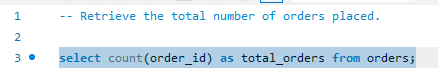 1 -- Retrieve the total number of orders placed.
2
3 select count(order_id) as total_orders from orders;